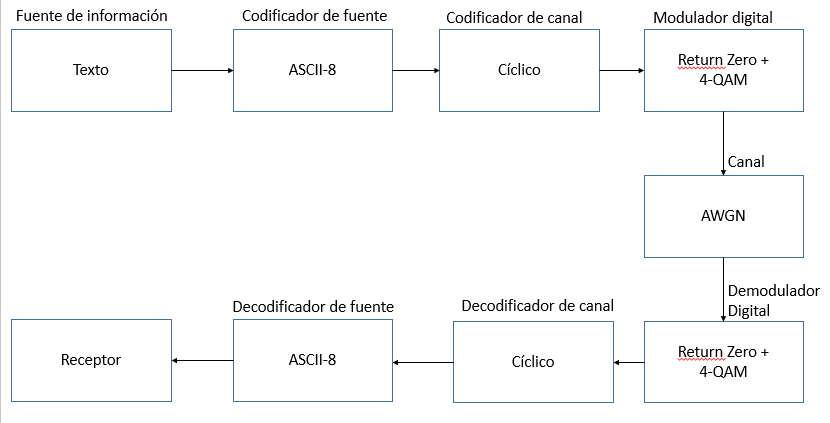 Fuente de información
Codificador de fuente
Codificador de canal
Modulador digital
Texto
ASCII-8
Cíclico
Return Zero +
4-QAM
Canal
AWGN
Demodulador
Digital
Decodificador de fuente
Decodificador de canal
Receptor
ASCII-8
Cíclico
Return Zero +
4-QAM